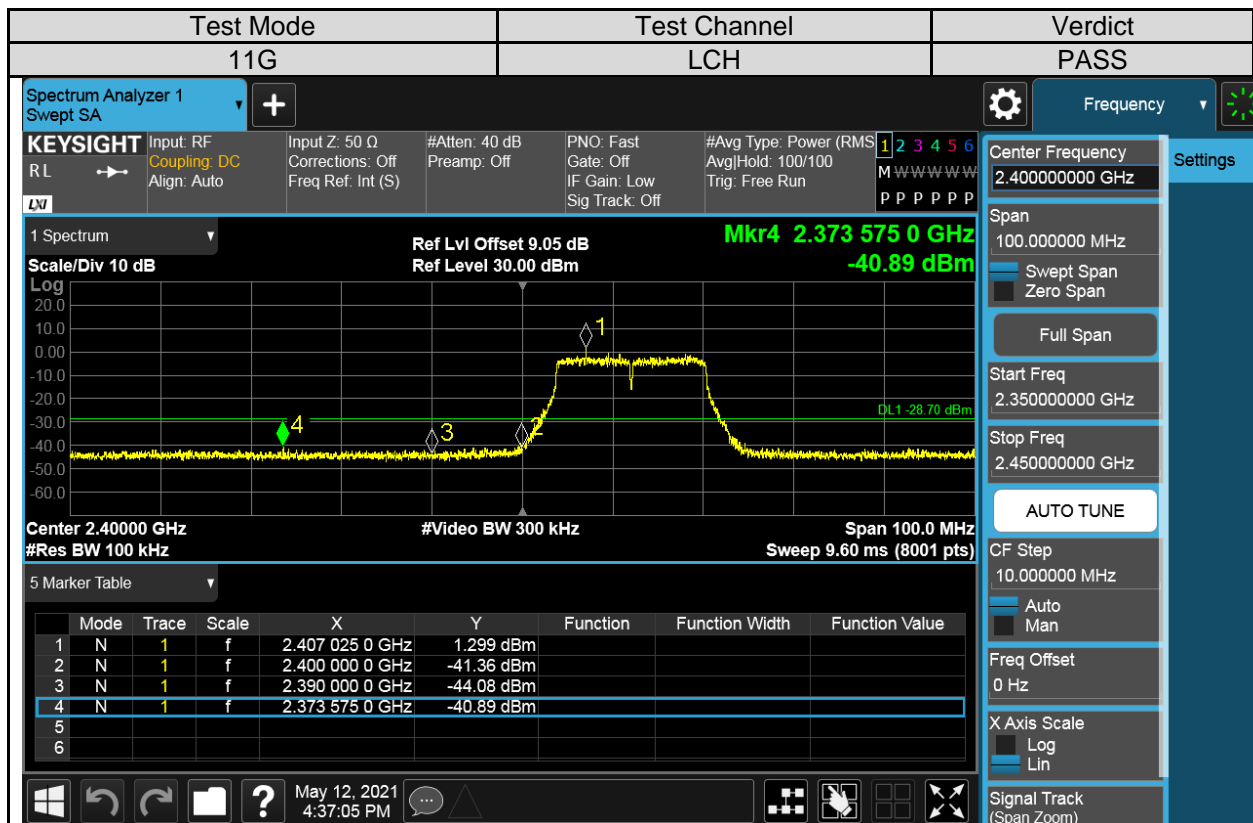 Test Mode Test Channel Verdict
11G LCH PASS
Spectrum Analyzer 1
Swept SA
Frequency
KEYSIGHT
RL
LXI
Input: RF
Coupling: DC
Align: Auto
Input Z: 50 Ω
Corrections: Off
Freq Ref: Int (S)
#Atten: 40 dB
Preamp: Off
PNO: Fast
Gate: Off
IF Gain: Low
Sig Track: Off
#Avg Type: Power (RMS
Avg|Hold: 100/100
Trig: Free Run
1 2 3 4 5 6
M W W W W W
P P P P P P
1 Spectrum
Scale/Div 10 dB
Ref Lvl Offset 9.05 dB
Ref Level 30.00 dBm
Mkr4 2.373 575 0 GHz
-40.89 dBm
Log
20.0
10.0
0.00
-10.0
-20.0
-30.0
-40.0
-50.0
-60.0
1
2
3
4
DL1 -28.70 dBm
Center 2.40000 GHz #Video BW 300 kHz Span 100.0 MHz
#Res BW 100 kHz Sweep 9.60 ms (8001 pts)
5 Marker Table
Mode Trace Scale X Y Function Function Width Function Value
1 N 1 f 2.407 025 0 GHz 1.299 dBm
2 N 1 f 2.400 000 0 GHz -41.36 dBm
3 N 1 f 2.390 000 0 GHz -44.08 dBm
4 N 1 f 2.373 575 0 GHz -40.89 dBm
5
6
May 12, 2021
4:37:05 PM
Center Frequency
2.400000000 GHz
Settings
Span
100.000000 MHz
Swept Span
Zero Span
Full Span
Start Freq
2.350000000 GHz
Stop Freq
2.450000000 GHz
AUTO TUNE
CF Step
10.000000 MHz
Auto
Man
Freq Offset
0 Hz
X Axis Scale
Log
Lin
Signal Track
(Span Zoom)